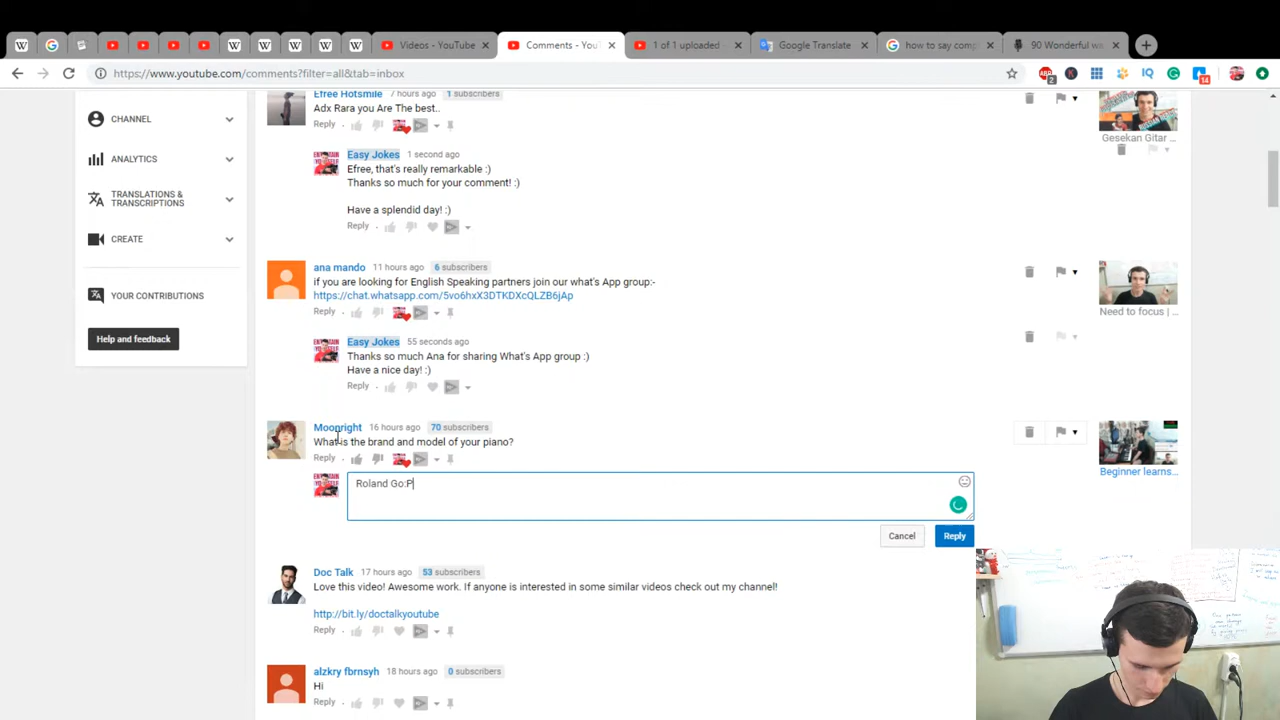 Videos - YouTube
Comments - You
1 of 1 uploaded -
Google Translate
how to say comp
90 Wonderful wa
https://www.youtube.com/comments?filter=all&tab=inbox
2
14
CHANNEL
ANALYTICS
TRANSLATIONS &
TRANSCRIPTIONS
CREATE
YOUR CONTRIBUTIONS
Help and feedback
Efree Hotsmile 7 hours ago 1 subscribers
Adx Rara you Are The best..
Reply
Gesekan Gitar ...
Easy Jokes 1 second ago
Efree, that's really remarkable :)
Thanks so much for your comment! :)
Have a splendid day! :)
Reply
ana mando 11 hours ago 6 subscribers
if you are looking for English Speaking partners join our what's App group:-
https://chat.whatsapp.com/5vo6hxX3DTKDXcQLZB6jAp
Reply
Need to focus | ...
Easy Jokes 55 seconds ago
Thanks so much Ana for sharing What's App group :)
Have a nice day! :)
Reply
Moonright 16 hours ago 70 subscribers
What is the brand and model of your piano?
Reply
Beginner learns...
Roland Go:P
Cancel
Reply
Doc Talk 17 hours ago 53 subscribers
Love this video! Awesome work. If anyone is interested in some similar videos check out my channel!
http://bit.ly/doctalkyoutube
Reply
alzkry fbrnsyh 18 hours ago 0 subscribers
Hi
Reply